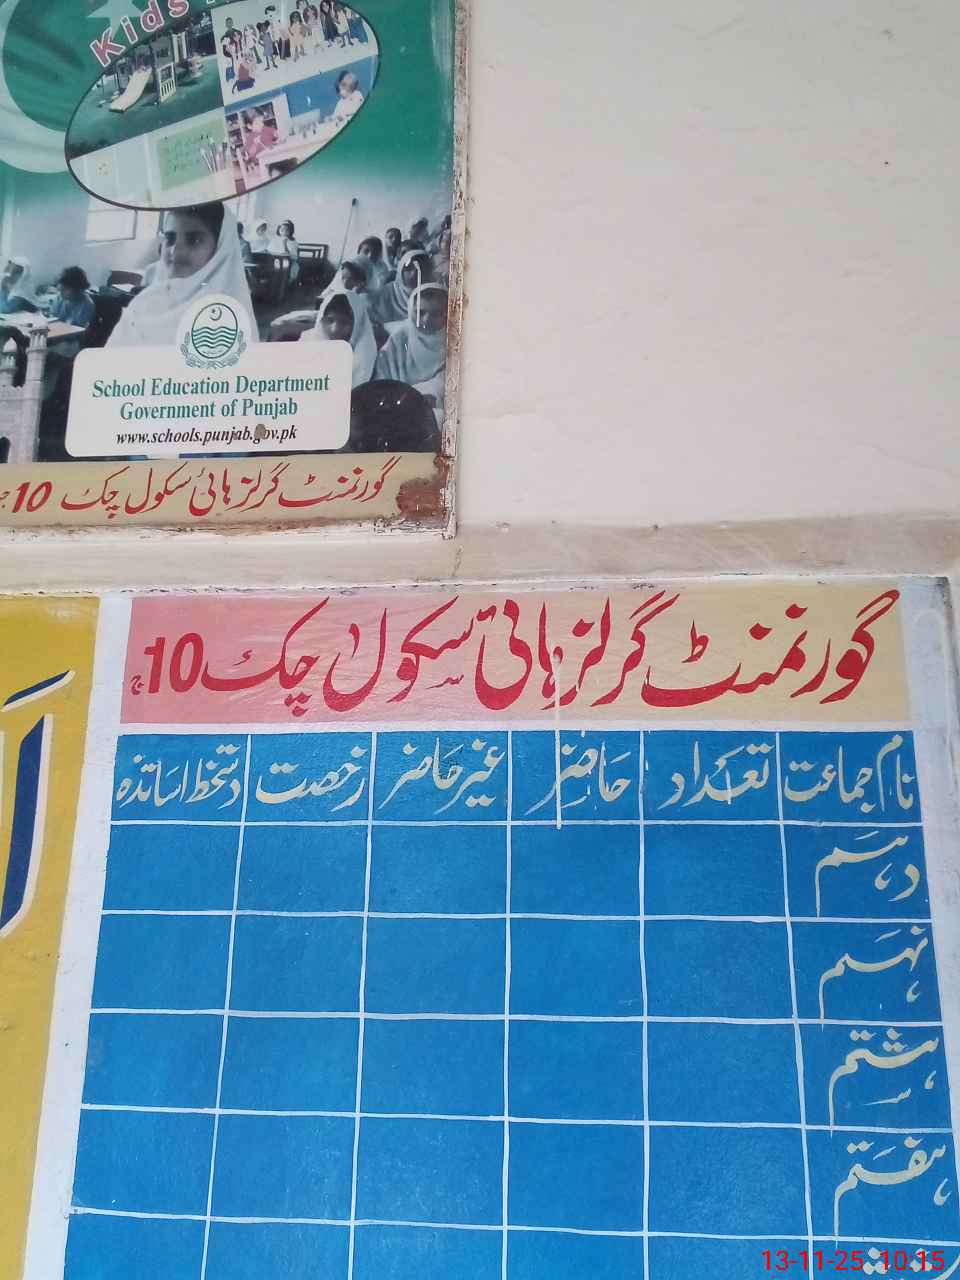 Kids
School Education Department
Government of Punjab
www.schools.punjab.gov.pk
گورنمنٹ گرلز ہائی سکول چک 10 ج
گورنمنٹ گرلز ہائی سکول چک 10 ج
نام جماعت تعداد حاضر غیر حاضر رخصت دستخط اساتذہ
دہم
نہم
ہشتم
ہفتم
13-11-25 10:15